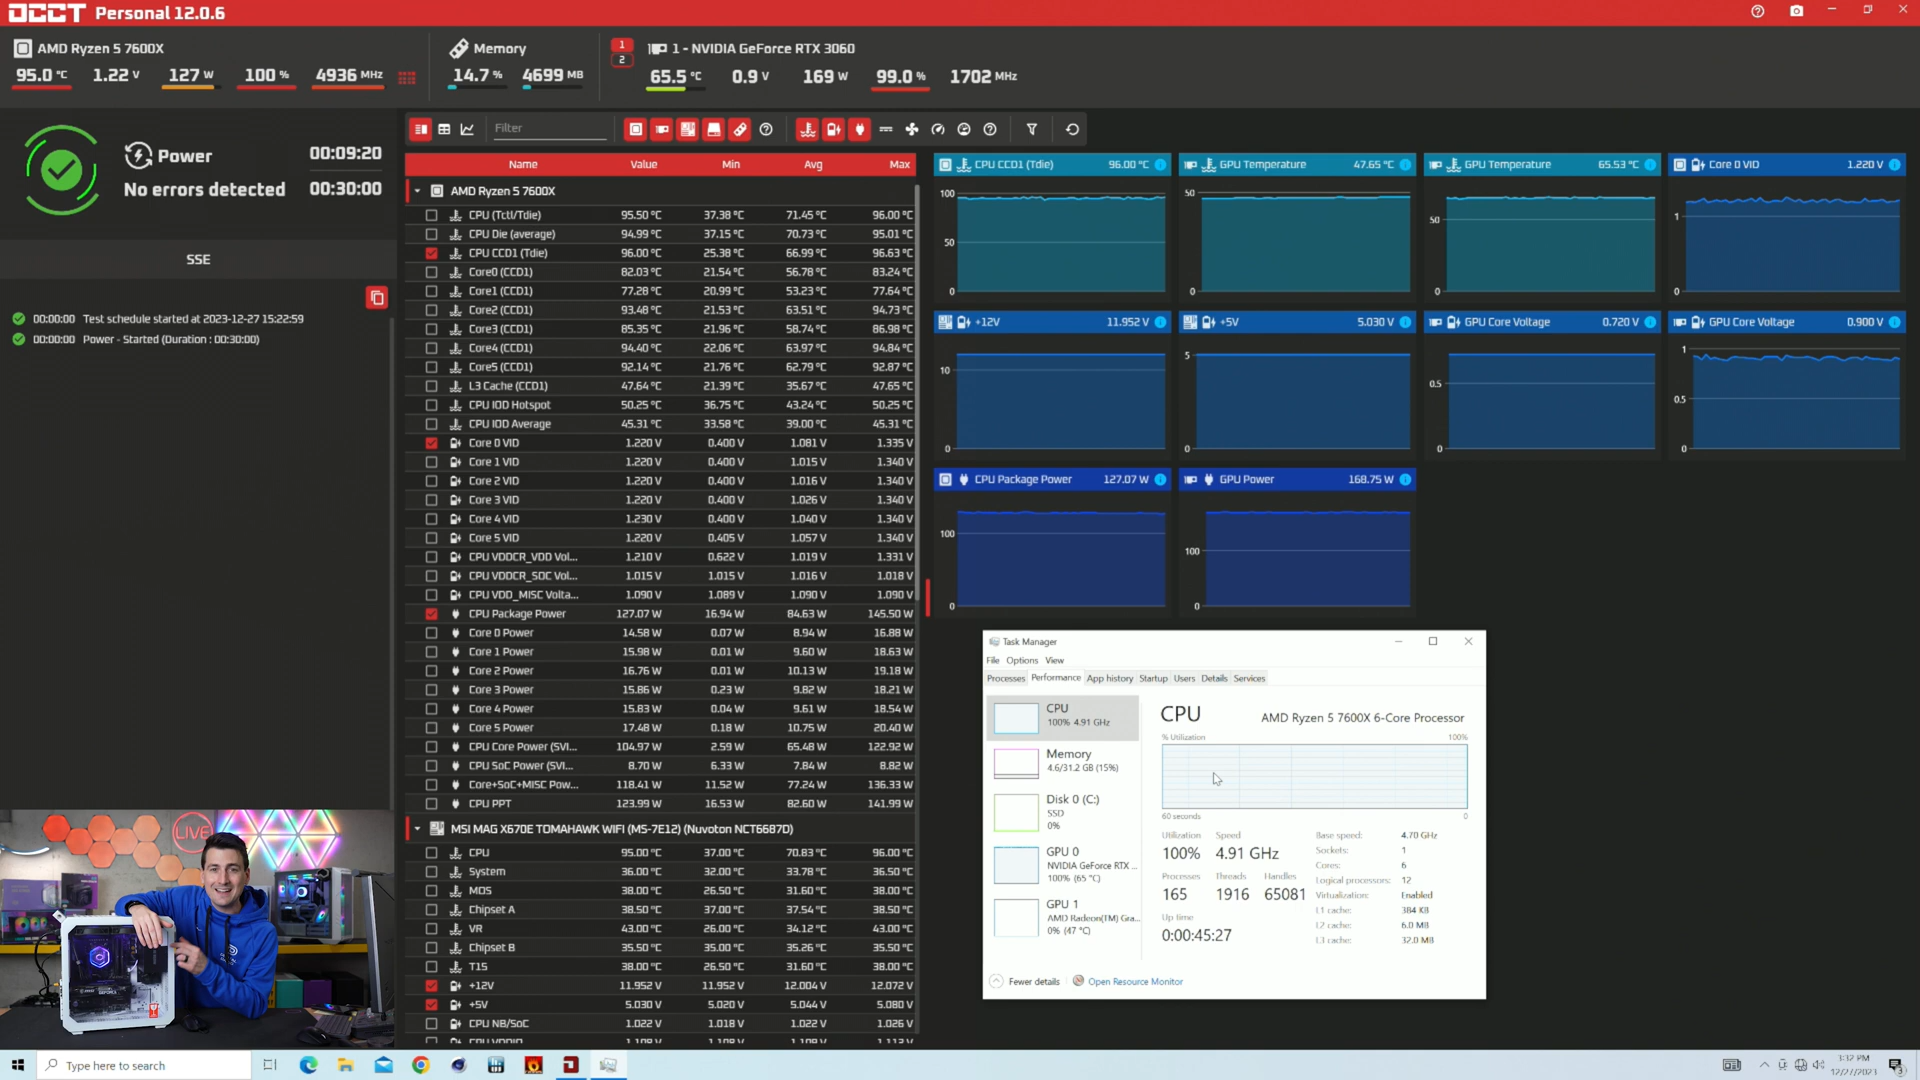 OCCT Personal 12.0.6
AMD Ryzen 5 7600X
95.0 °C 1.22 V 127 W 100 % 4936 MHz
Memory
14.7 % 4699 MB
1
2
1 - NVIDIA GeForce RTX 3060
65.5 °C 0.9 V 169 W 99.0 % 1702 MHz
Power 00:09:20
No errors detected 00:30:00
SSE
00:00:00 Test schedule started at 2023-12-27 15:22:59
00:00:00 Power - Started (Duration : 00:30:00)
Filter
Name Value Min Avg Max
AMD Ryzen 5 7600X
CPU (Tctl/Tdie) 95.50 °C 37.38 °C 71.45 °C 96.00 °C
CPU Die (average) 94.99 °C 37.15 °C 70.73 °C 95.01 °C
CPU CCD1 (Tdie) 96.00 °C 25.38 °C 66.99 °C 96.63 °C
Core0 (CCD1) 82.03 °C 21.54 °C 56.78 °C 83.24 °C
Core1 (CCD1) 77.28 °C 20.99 °C 53.23 °C 77.64 °C
Core2 (CCD1) 93.48 °C 21.53 °C 63.51 °C 94.73 °C
Core3 (CCD1) 85.35 °C 21.96 °C 58.74 °C 86.98 °C
Core4 (CCD1) 94.40 °C 22.06 °C 63.97 °C 94.84 °C
Core5 (CCD1) 92.14 °C 21.76 °C 62.79 °C 92.87 °C
L3 Cache (CCD1) 47.64 °C 21.39 °C 35.67 °C 47.65 °C
CPU IOD Hotspot 50.25 °C 36.75 °C 43.24 °C 50.25 °C
CPU IOD Average 45.31 °C 33.58 °C 39.00 °C 45.31 °C
Core 0 VID 1.220 V 0.400 V 1.081 V 1.335 V
Core 1 VID 1.220 V 0.400 V 1.015 V 1.340 V
Core 2 VID 1.220 V 0.400 V 1.016 V 1.340 V
Core 3 VID 1.220 V 0.400 V 1.026 V 1.340 V
Core 4 VID 1.230 V 0.400 V 1.040 V 1.340 V
Core 5 VID 1.220 V 0.405 V 1.057 V 1.340 V
CPU VDDCR_VDD Vol... 1.210 V 0.622 V 1.019 V 1.331 V
CPU VDDCR_SOC Vol... 1.015 V 1.015 V 1.016 V 1.018 V
CPU VDD_MISC Volta... 1.090 V 1.089 V 1.090 V 1.090 V
CPU Package Power 127.07 W 16.94 W 84.63 W 145.50 W
Core 0 Power 14.58 W 0.07 W 8.94 W 16.88 W
Core 1 Power 15.98 W 0.01 W 9.60 W 18.63 W
Core 2 Power 16.76 W 0.01 W 10.13 W 19.18 W
Core 3 Power 15.86 W 0.23 W 9.82 W 18.21 W
Core 4 Power 15.83 W 0.04 W 9.61 W 18.54 W
Core 5 Power 17.48 W 0.18 W 10.75 W 20.40 W
CPU Core Power (SVI... 104.97 W 2.59 W 65.48 W 122.92 W
CPU SoC Power (SVI... 8.70 W 6.33 W 7.84 W 8.82 W
Core+SoC+MISC Pow... 118.41 W 11.52 W 77.24 W 136.33 W
CPU PPT 123.99 W 16.53 W 82.60 W 141.99 W
MSI MAG X670E TOMAHAWK WIFI (MS-7E12) (Nuvoton NCT6687D)
CPU 95.00 °C 37.00 °C 70.83 °C 96.00 °C
System 36.00 °C 32.00 °C 33.78 °C 36.50 °C
MOS 38.00 °C 26.50 °C 31.60 °C 38.00 °C
Chipset A 38.50 °C 37.00 °C 37.54 °C 38.50 °C
VR 43.00 °C 26.00 °C 34.12 °C 43.00 °C
Chipset B 35.50 °C 35.00 °C 35.26 °C 35.50 °C
T15 38.00 °C 26.50 °C 31.60 °C 38.00 °C
+12V 11.952 V 11.952 V 12.004 V 12.072 V
+5V 5.030 V 5.020 V 5.044 V 5.080 V
CPU NB/SoC 1.022 V 1.018 V 1.022 V 1.026 V
CPU CCD1 (Tdie) 96.00 °C
100
50
0
GPU Temperature 47.65 °C
50
0
GPU Temperature 65.53 °C
50
0
Core 0 VID 1.220 V
1
0
+12V 11.952 V
10
0
+5V 5.030 V
5
0
GPU Core Voltage 0.720 V
0.5
0
GPU Core Voltage 0.900 V
1
0.5
0
CPU Package Power 127.07 W
100
0
GPU Power 168.75 W
100
0
Task Manager
File Options View
Processes Performance App history Startup Users Details Services
CPU
100% 4.91 GHz
Memory
4.6/31.2 GB (15%)
Disk 0 (C:)
SSD
0%
GPU 0
NVIDIA GeForce RTX ...
100% (65 °C)
GPU 1
AMD Radeon(TM) Gra...
0% (47 °C)
CPU AMD Ryzen 5 7600X 6-Core Processor
% Utilization 100%
60 seconds 0
Utilization Speed
100% 4.91 GHz
Processes Threads Handles
165 1916 65081
Up time
0:00:45:27
Base speed: 4.70 GHz
Sockets: 1
Cores: 6
Logical processors: 12
Virtualization: Enabled
L1 cache: 384 KB
L2 cache: 6.0 MB
L3 cache: 32.0 MB
Fewer details Open Resource Monitor
LIVE
Type here to search
3:32 PM
12/27/2023